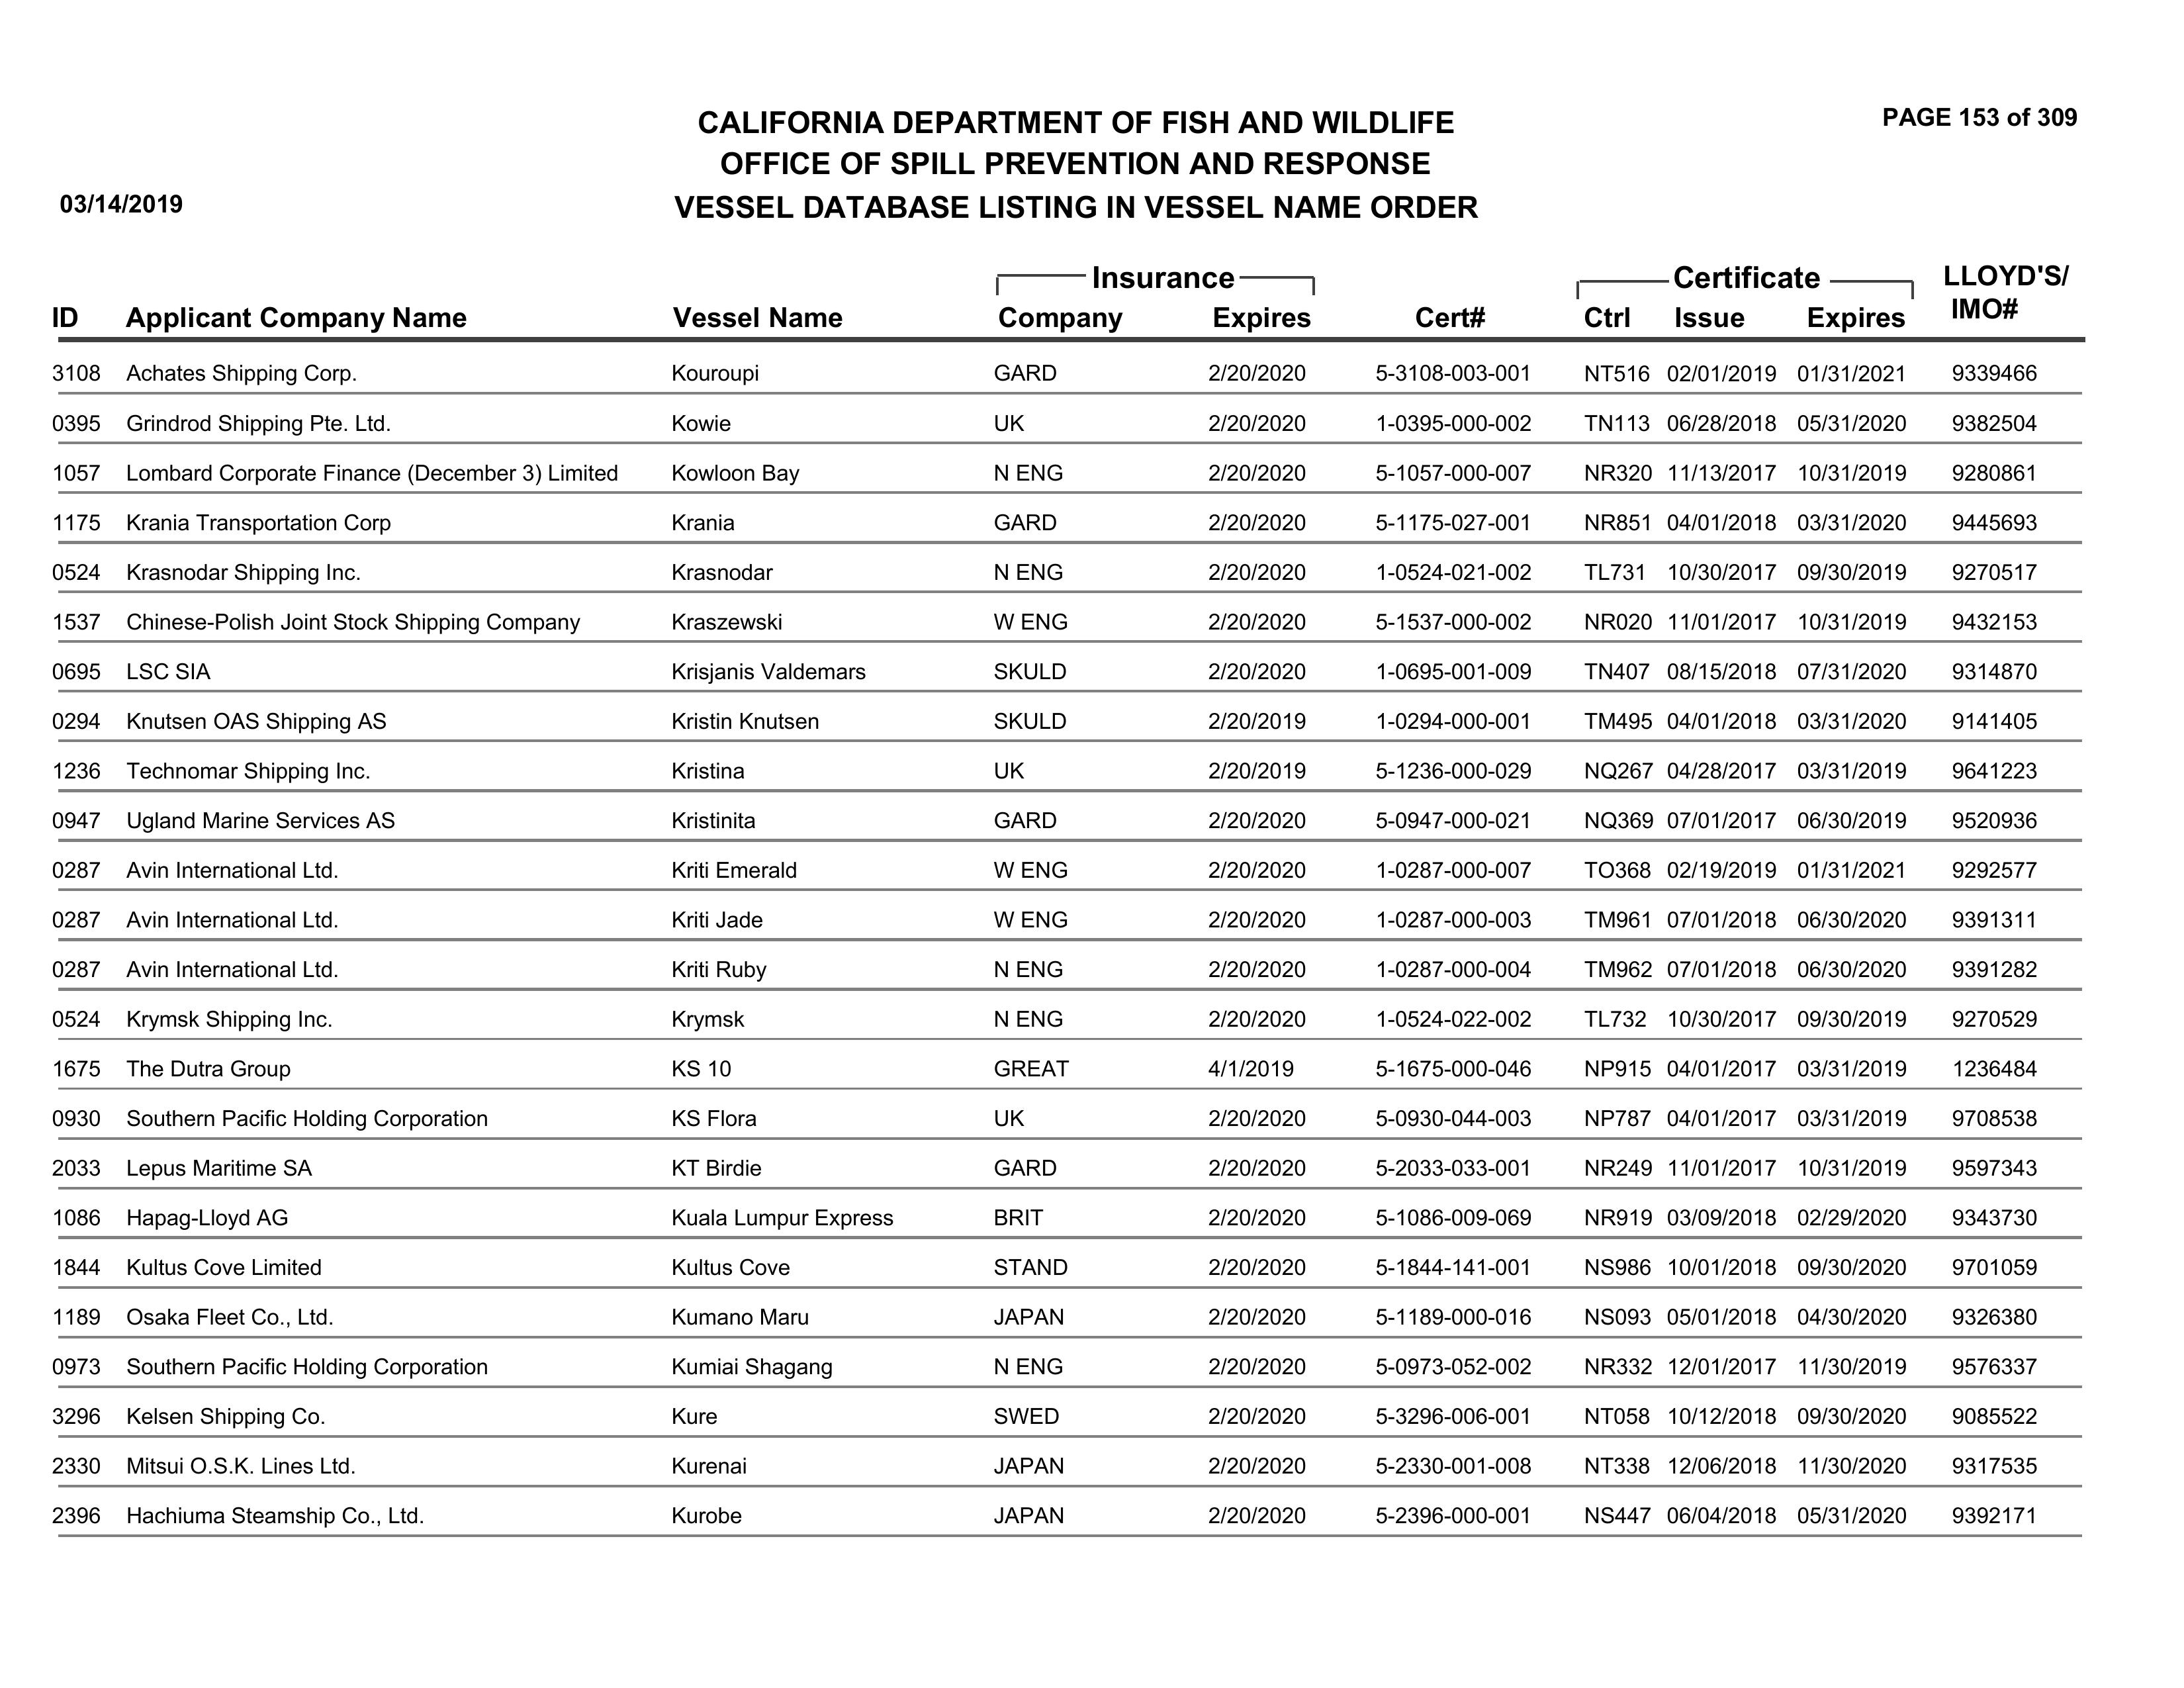 PAGE 153 of 309
CALIFORNIA DEPARTMENT OF FISH AND WILDLIFE
OFFICE OF SPILL PREVENTION AND RESPONSE
03/14/2019 VESSEL DATABASE LISTING IN VESSEL NAME ORDER
Insurance Certificate LLOYD'S/
ID Applicant Company Name Vessel Name Company Expires Cert# Ctrl Issue Expires IMO#
3108 Achates Shipping Corp. Kouroupi GARD 2/20/2020 5-3108-003-001 NT516 02/01/2019 01/31/2021 9339466
0395 Grindrod Shipping Pte. Ltd. Kowie UK 2/20/2020 1-0395-000-002 TN113 06/28/2018 05/31/2020 9382504
1057 Lombard Corporate Finance (December 3) Limited Kowloon Bay N ENG 2/20/2020 5-1057-000-007 NR320 11/13/2017 10/31/2019 9280861
1175 Krania Transportation Corp Krania GARD 2/20/2020 5-1175-027-001 NR851 04/01/2018 03/31/2020 9445693
0524 Krasnodar Shipping Inc. Krasnodar N ENG 2/20/2020 1-0524-021-002 TL731 10/30/2017 09/30/2019 9270517
1537 Chinese-Polish Joint Stock Shipping Company Kraszewski W ENG 2/20/2020 5-1537-000-002 NR020 11/01/2017 10/31/2019 9432153
0695 LSC SIA Krisjanis Valdemars SKULD 2/20/2020 1-0695-001-009 TN407 08/15/2018 07/31/2020 9314870
0294 Knutsen OAS Shipping AS Kristin Knutsen SKULD 2/20/2019 1-0294-000-001 TM495 04/01/2018 03/31/2020 9141405
1236 Technomar Shipping Inc. Kristina UK 2/20/2019 5-1236-000-029 NQ267 04/28/2017 03/31/2019 9641223
0947 Ugland Marine Services AS Kristinita GARD 2/20/2020 5-0947-000-021 NQ369 07/01/2017 06/30/2019 9520936
0287 Avin International Ltd. Kriti Emerald W ENG 2/20/2020 1-0287-000-007 TO368 02/19/2019 01/31/2021 9292577
0287 Avin International Ltd. Kriti Jade W ENG 2/20/2020 1-0287-000-003 TM961 07/01/2018 06/30/2020 9391311
0287 Avin International Ltd. Kriti Ruby N ENG 2/20/2020 1-0287-000-004 TM962 07/01/2018 06/30/2020 9391282
0524 Krymsk Shipping Inc. Krymsk N ENG 2/20/2020 1-0524-022-002 TL732 10/30/2017 09/30/2019 9270529
1675 The Dutra Group KS 10 GREAT 4/1/2019 5-1675-000-046 NP915 04/01/2017 03/31/2019 1236484
0930 Southern Pacific Holding Corporation KS Flora UK 2/20/2020 5-0930-044-003 NP787 04/01/2017 03/31/2019 9708538
2033 Lepus Maritime SA KT Birdie GARD 2/20/2020 5-2033-033-001 NR249 11/01/2017 10/31/2019 9597343
1086 Hapag-Lloyd AG Kuala Lumpur Express BRIT 2/20/2020 5-1086-009-069 NR919 03/09/2018 02/29/2020 9343730
1844 Kultus Cove Limited Kultus Cove STAND 2/20/2020 5-1844-141-001 NS986 10/01/2018 09/30/2020 9701059
1189 Osaka Fleet Co., Ltd. Kumano Maru JAPAN 2/20/2020 5-1189-000-016 NS093 05/01/2018 04/30/2020 9326380
0973 Southern Pacific Holding Corporation Kumiai Shagang N ENG 2/20/2020 5-0973-052-002 NR332 12/01/2017 11/30/2019 9576337
3296 Kelsen Shipping Co. Kure SWED 2/20/2020 5-3296-006-001 NT058 10/12/2018 09/30/2020 9085522
2330 Mitsui O.S.K. Lines Ltd. Kurenai JAPAN 2/20/2020 5-2330-001-008 NT338 12/06/2018 11/30/2020 9317535
2396 Hachiuma Steamship Co., Ltd. Kurobe JAPAN 2/20/2020 5-2396-000-001 NS447 06/04/2018 05/31/2020 9392171